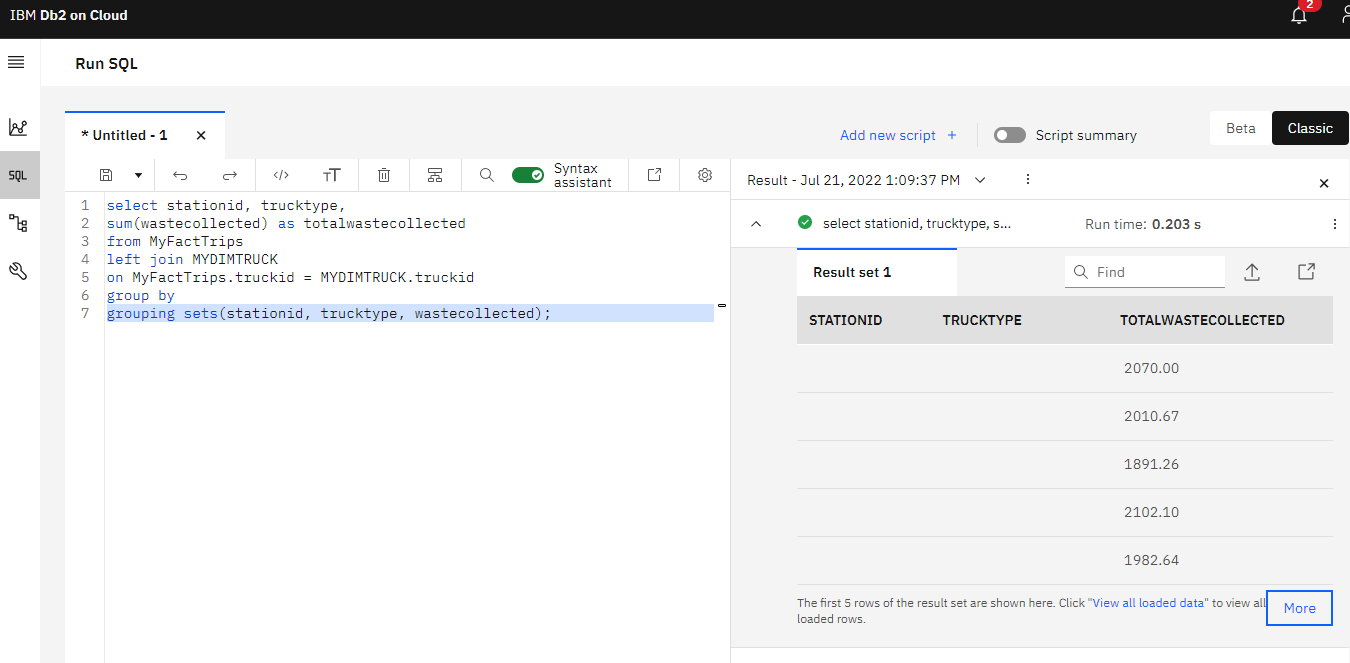 IBM Db2 on Cloud
2
Run SQL
* Untitled - 1
Add new script +
Script summary
Beta
Classic
SQL
Syntax assistant
Result - Jul 21, 2022 1:09:37 PM
1 select stationid, trucktype,
2 sum(wastecollected) as totalwastecollected
3 from MyFactTrips
4 left join MYDIMTRUCK
5 on MyFactTrips.truckid = MYDIMTRUCK.truckid
6 group by
7 grouping sets(stationid, trucktype, wastecollected);
select stationid, trucktype, s...
Run time: 0.203 s
Result set 1
Find
STATIONID TRUCKTYPE TOTALWASTECOLLECTED
2070.00
2010.67
1891.26
2102.10
1982.64
The first 5 rows of the result set are shown here. Click "View all loaded data" to view all
loaded rows.
More